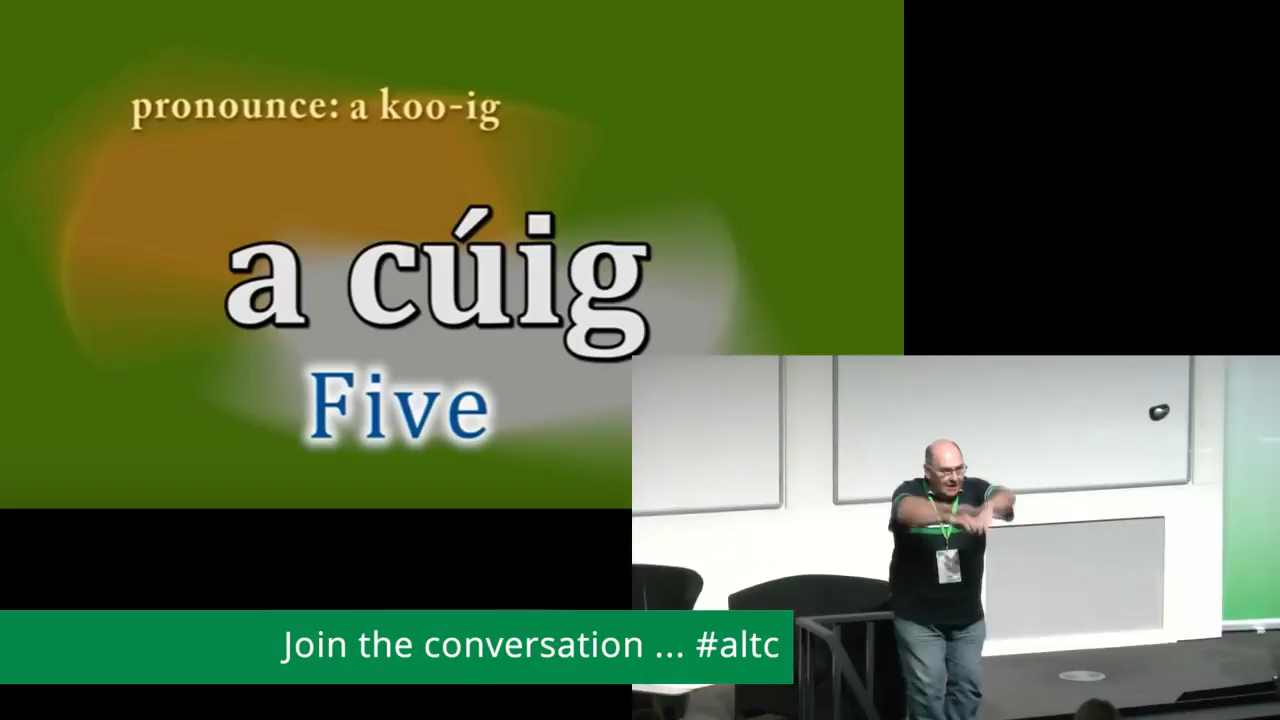 pronounce: a koo-ig
a cúig
Five
Join the conversation ... #altc